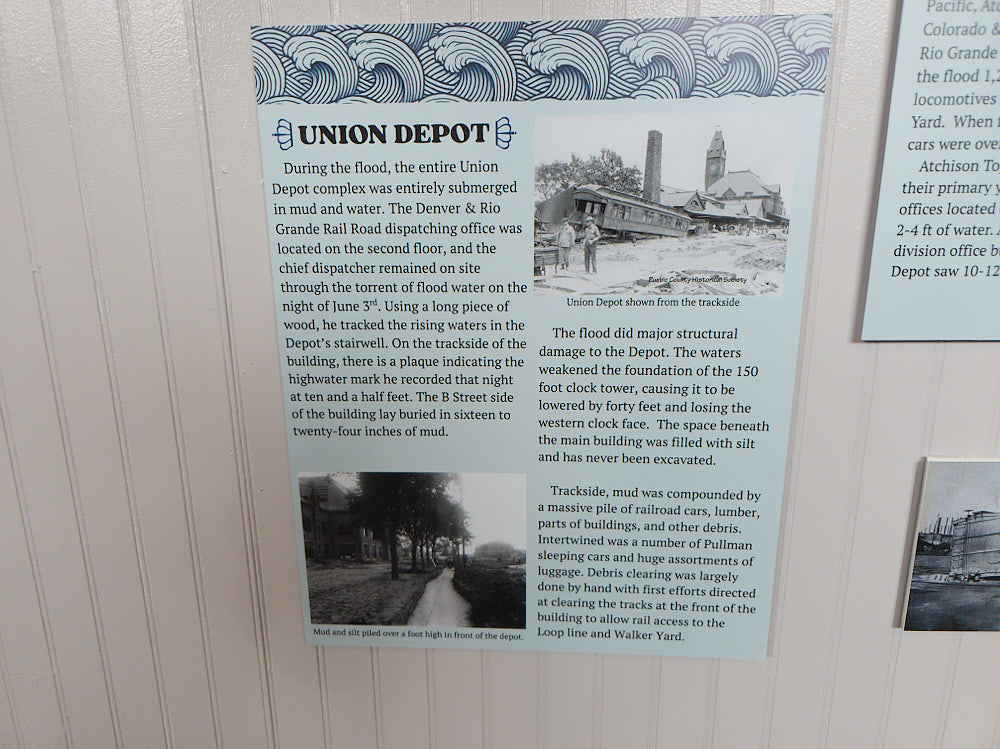 UNION DEPOT
During the flood, the entire Union
Depot complex was entirely submerged
in mud and water. The Denver & Rio
Grande Rail Road dispatching office was
located on the second floor, and the
chief dispatcher remained on site
through the torrent of flood water on the
night of June 3rd. Using a long piece of
wood, he tracked the rising waters in the
Depot's stairwell. On the trackside of the
building, there is a plaque indicating the
highwater mark he recorded that night
at ten and a half feet. The B Street side
of the building lay buried in sixteen to
twenty-four inches of mud.
Mud and silt piled over a foot high in front of the depot.
Pueblo County Historical Society
Union Depot shown from the trackside
The flood did major structural
damage to the Depot. The waters
weakened the foundation of the 150
foot clock tower, causing it to be
lowered by forty feet and losing the
western clock face. The space beneath
the main building was filled with silt
and has never been excavated.
Trackside, mud was compounded by
a massive pile of railroad cars, lumber,
parts of buildings, and other debris.
Intertwined was a number of Pullman
sleeping cars and huge assortments of
luggage. Debris clearing was largely
done by hand with first efforts directed
at clearing the tracks at the front of the
building to allow rail access to the
Loop line and Walker Yard.
Pacific,
Colorado &
Rio Grande
the flood
locomotives
Yard. When
cars were
Atchison
their primary
offices located
2-4 ft of water.
division office
Depot saw 10-12